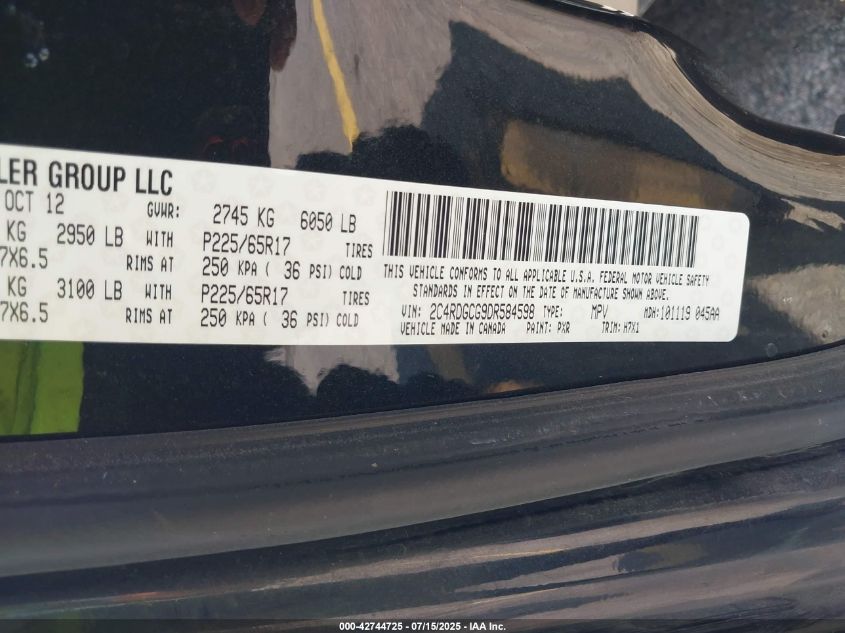 LER GROUP LLC
OCT 12 GVWR: 2745 KG 6050 LB
KG 2950 LB WITH P225/65R17 TIRES
7X6.5 RIMS AT 250 KPA ( 36 PSI) COLD
KG 3100 LB WITH P225/65R17 TIRES
7X6.5 RIMS AT 250 KPA ( 36 PSI) COLD
THIS VEHICLE CONFORMS TO ALL APPLICABLE U.S.A. FEDERAL MOTOR VEHICLE SAFETY
STANDARDS IN EFFECT ON THE DATE OF MANUFACTURE SHOWN ABOVE.
VIN: 2C4RDGCG9DR584598 TYPE: MPV MDH: 101119 045AA
VEHICLE MADE IN CANADA PAINT: PXR TRIM: H7X1
000-42744725 - 07/15/2025 - IAA Inc.